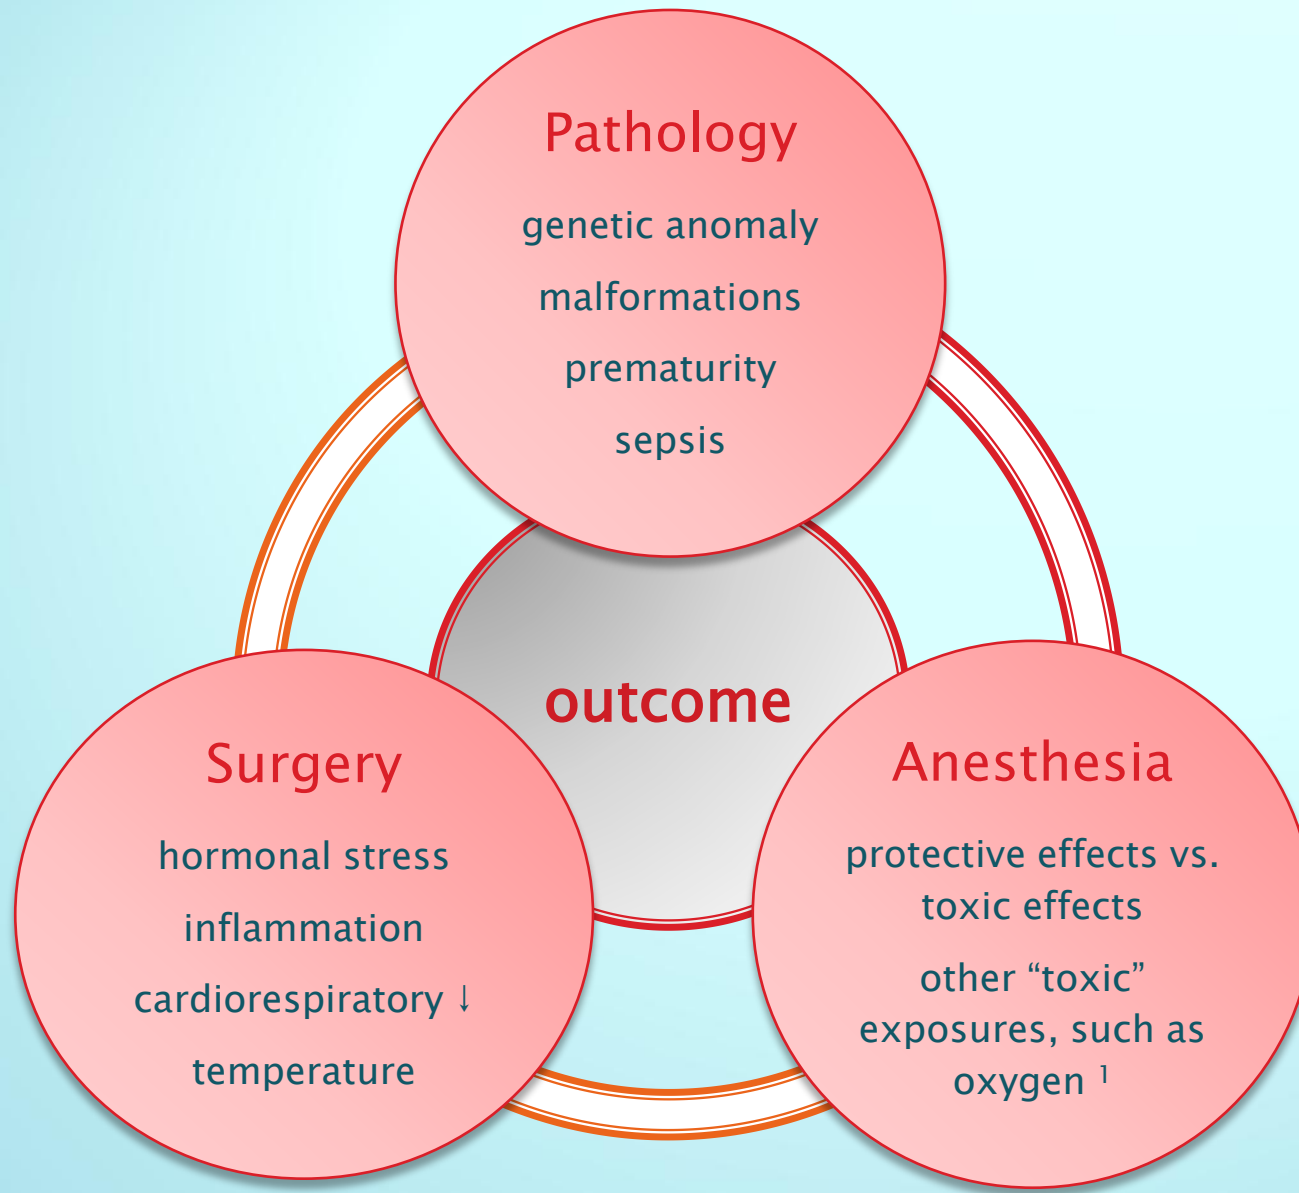 Pathology
genetic anomaly
malformations
prematurity
sepsis
outcome
Surgery
hormonal stress
inflammation
cardiorespiratory ↓
temperature
Anesthesia
protective effects vs.
toxic effects
other “toxic”
exposures, such as
oxygen ¹